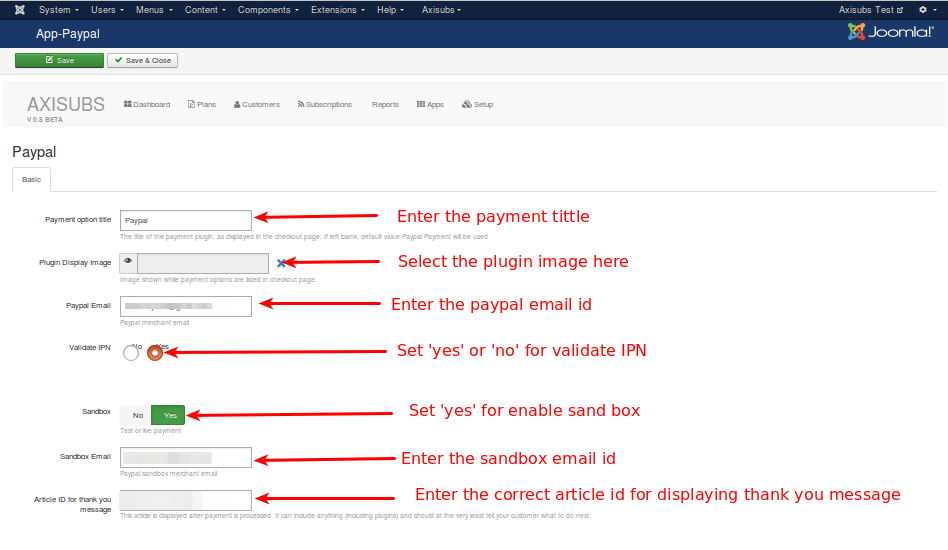 System Users Menus Content Components Extensions Help Axisubs Axisubs Test
App-Paypal Joomla!®
Save Save & Close
AXISUBS Dashboard Plans Customers Subscriptions Reports Apps Setup
V 0.8 BETA
Paypal
Basic
Payment option title Paypal Enter the payment tittle
The title of the payment plugin, as displayed in the checkout page. If left blank, default value Paypal Payment will be used
Plugin Display Image Select the plugin image here
Image shown while payment options are listed in checkout page.
Paypal Email Enter the paypal email id
Paypal merchant email
Validate IPN No Yes Set 'yes' or 'no' for validate IPN
Sandbox No Yes Set 'yes' for enable sand box
Test or live payment
Sandbox Email Enter the sandbox email id
Paypal sandbox merchant email
Article ID for thank you Enter the correct article id for displaying thank you message
message
This article is displayed after payment is processed. It can include anything (including plugins) and should at the very least tell your customer what to do next.